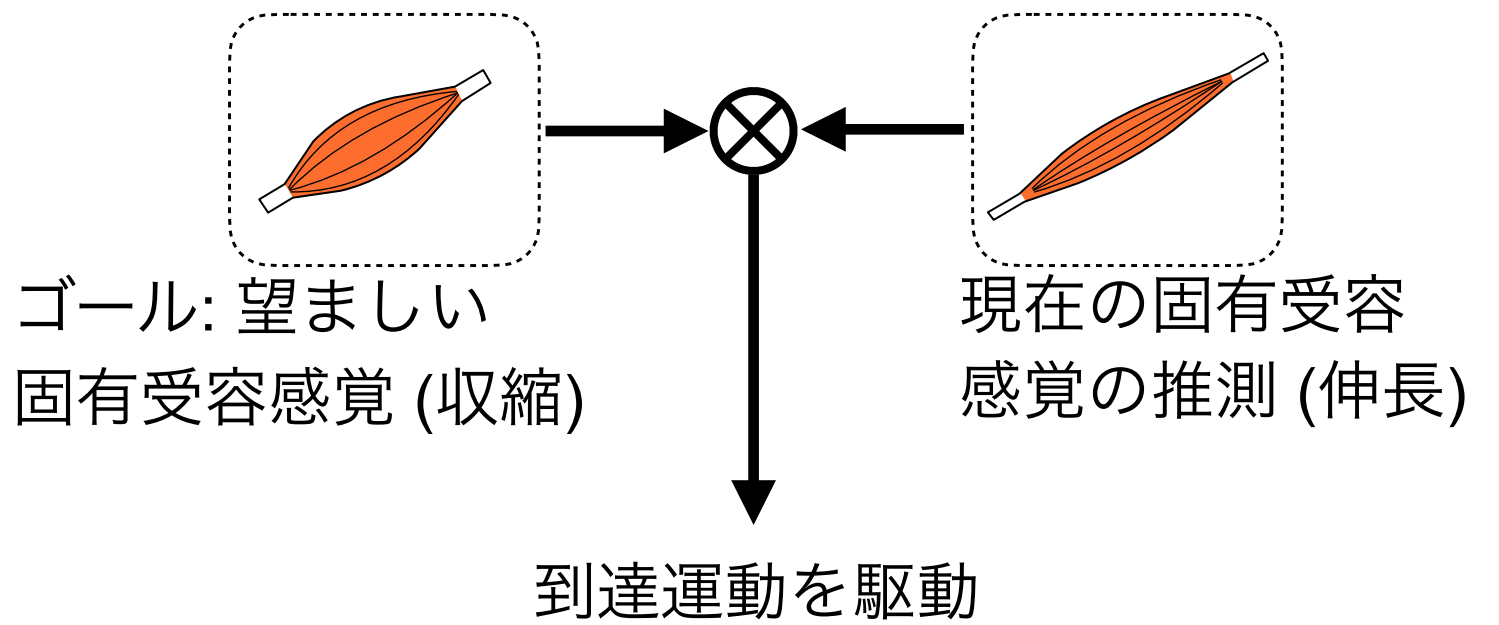 ゴール: 望ましい
固有受容感覚 (収縮)
現在の固有受容
感覚の推測 (伸長)
到達運動を駆動